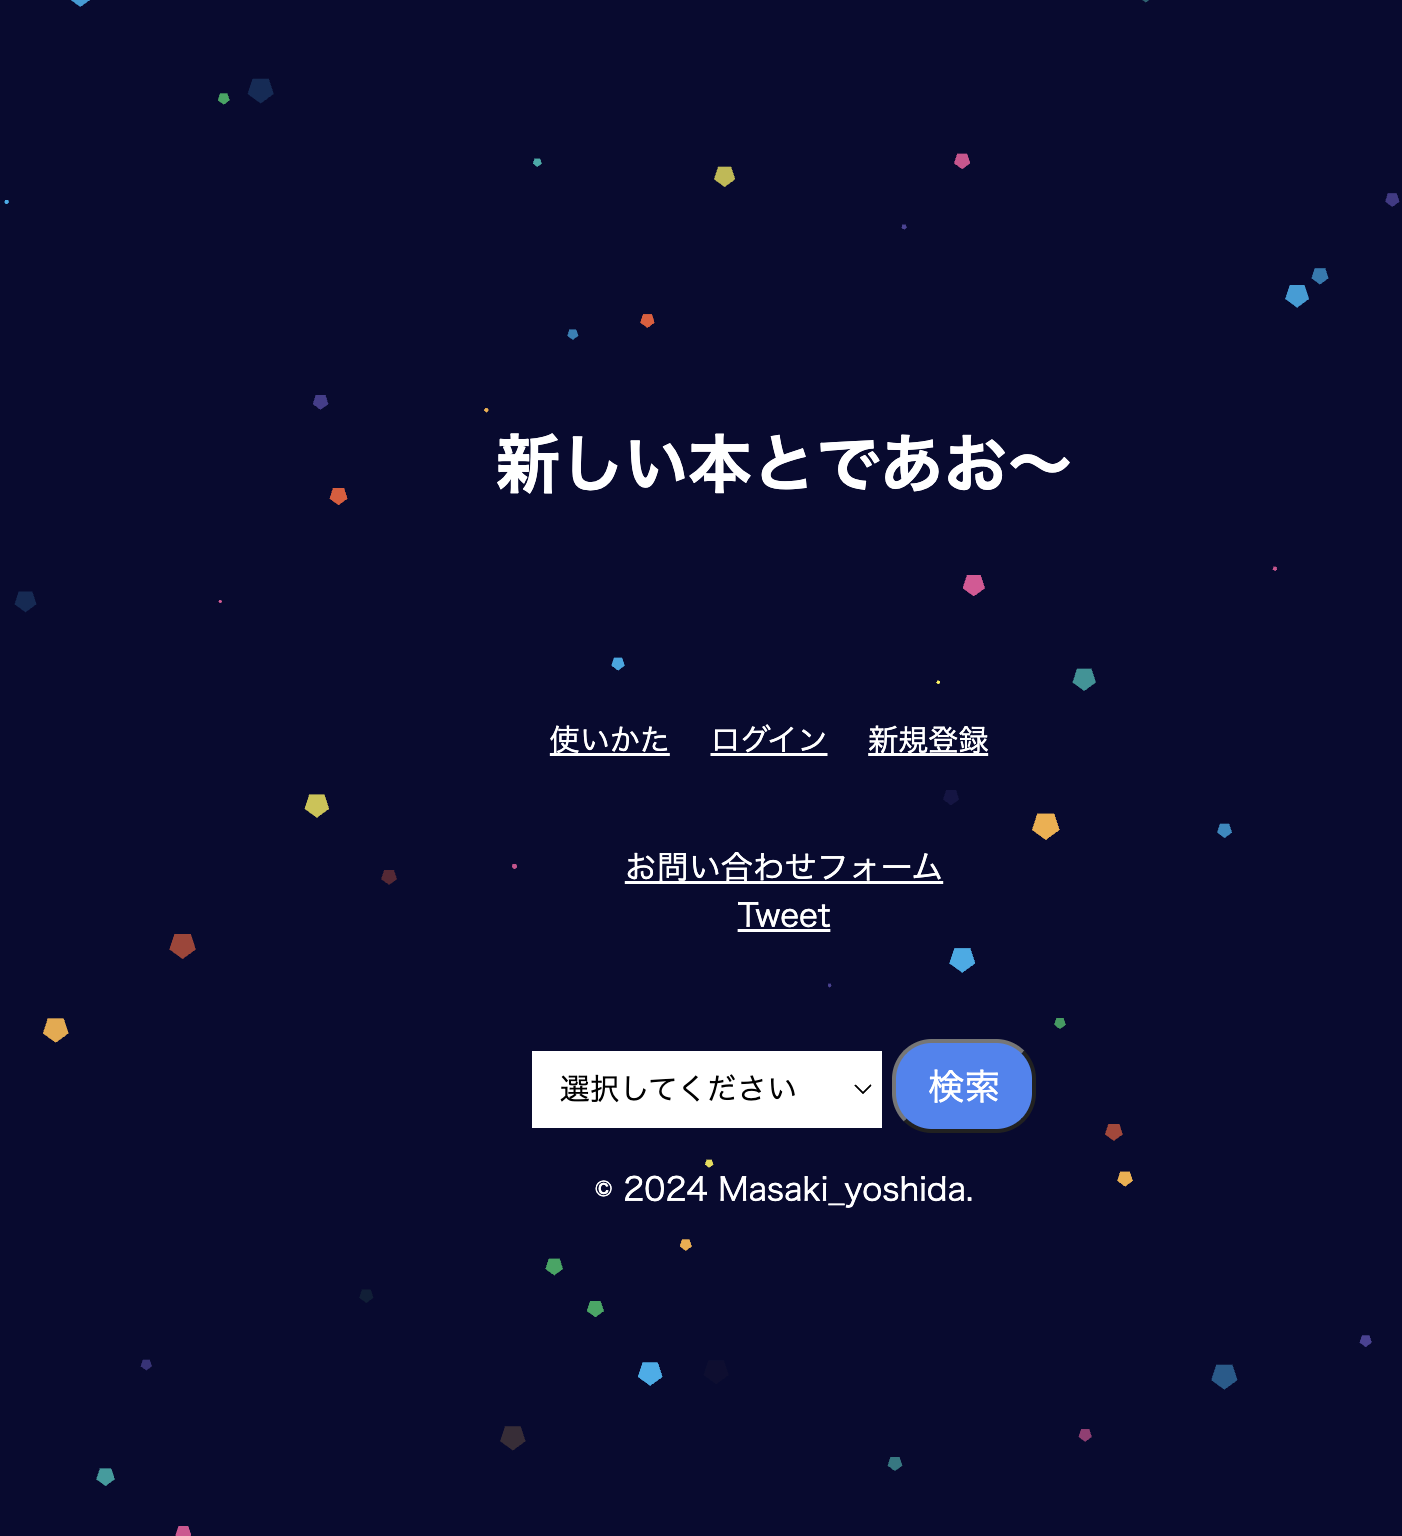 新しい本とであお〜
使いかた ログイン 新規登録
お問い合わせフォーム
Tweet
選択してください 検索
© 2024 Masaki_yoshida.